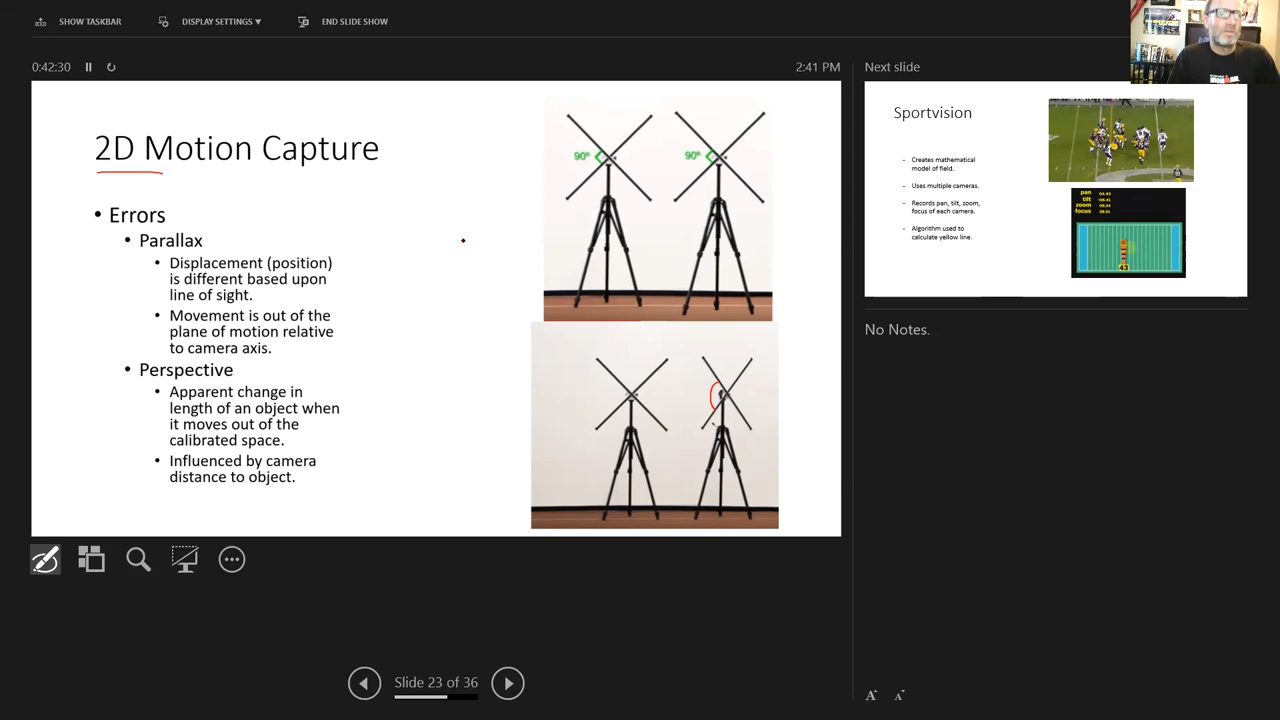 SHOW TASKBAR
DISPLAY SETTINGS ▼
END SLIDE SHOW
0:42:30
2:41 PM
2D Motion Capture
• Errors
• Parallax
• Displacement (position)
is different based upon
line of sight.
• Movement is out of the
plane of motion relative
to camera axis.
• Perspective
• Apparent change in
length of an object when
it moves out of the
calibrated space.
• Influenced by camera
distance to object.
90°
90°
Slide 23 of 36
Next slide
Sportvision
- Creates mathematical
model of field.
- Uses multiple cameras.
- Records pan, tilt, zoom,
focus of each camera.
- Algorithm used to
calculate yellow line.
pan
tilt
zoom
focus
43
No Notes.
A
A